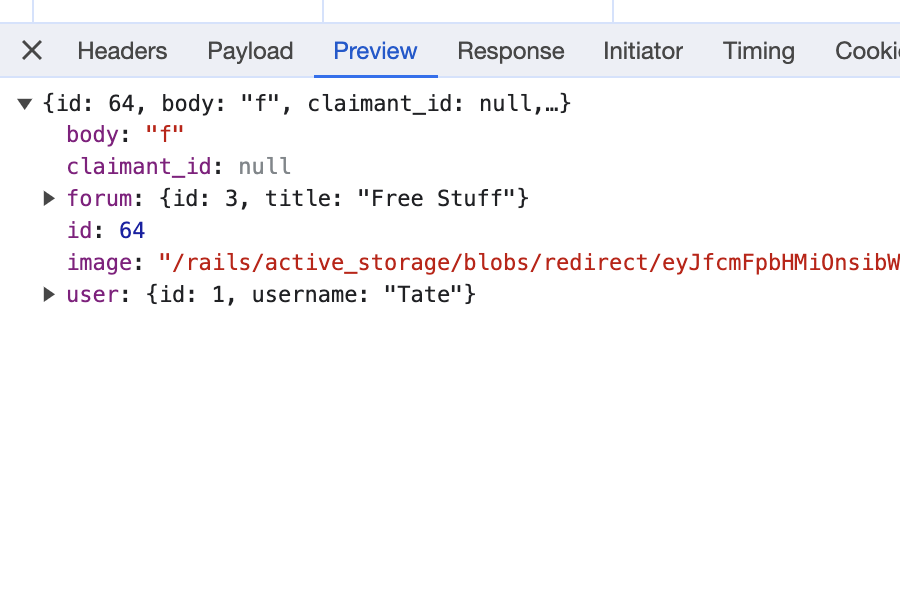 Headers Payload Preview Response Initiator Timing Cooki
{id: 64, body: "f", claimant_id: null,…}
body: "f"
claimant_id: null
forum: {id: 3, title: "Free Stuff"}
id: 64
image: "/rails/active_storage/blobs/redirect/eyJfcmFpbHMiOnsibW
user: {id: 1, username: "Tate"}